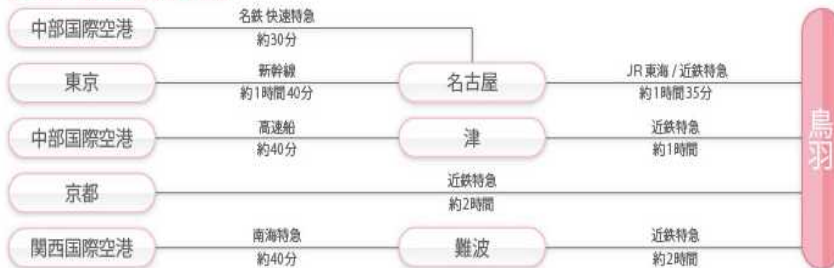 中部国際空港
名鉄 快速特急
約30分
東京
新幹線
約1時間40分
名古屋
JR東海 / 近鉄特急
約1時間35分
中部国際空港
高速船
約40分
津
近鉄特急
約1時間
京都
近鉄特急
約2時間
関西国際空港
南海特急
約40分
難波
近鉄特急
約2時間
鳥羽